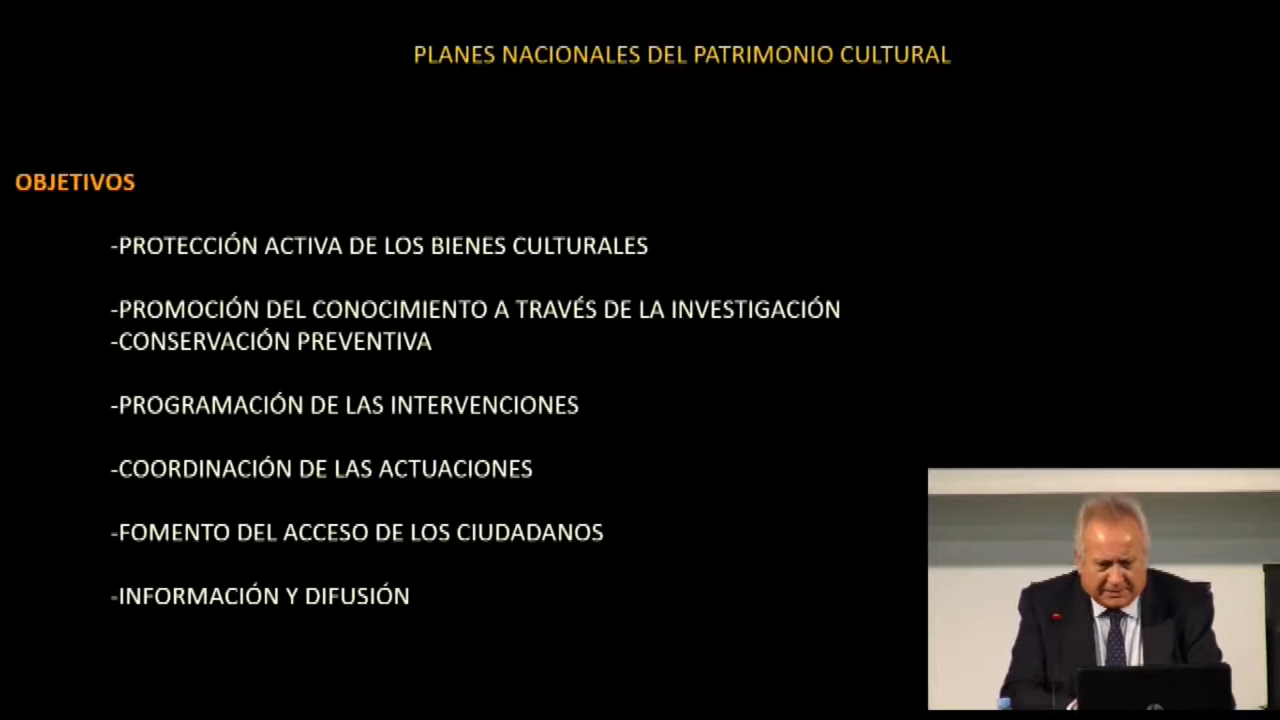 PLANES NACIONALES DEL PATRIMONIO CULTURAL
OBJETIVOS
-PROTECCIÓN ACTIVA DE LOS BIENES CULTURALES
-PROMOCIÓN DEL CONOCIMIENTO A TRAVÉS DE LA INVESTIGACIÓN
-CONSERVACIÓN PREVENTIVA
-PROGRAMACIÓN DE LAS INTERVENCIONES
-COORDINACIÓN DE LAS ACTUACIONES
-FOMENTO DEL ACCESO DE LOS CIUDADANOS
-INFORMACIÓN Y DIFUSIÓN